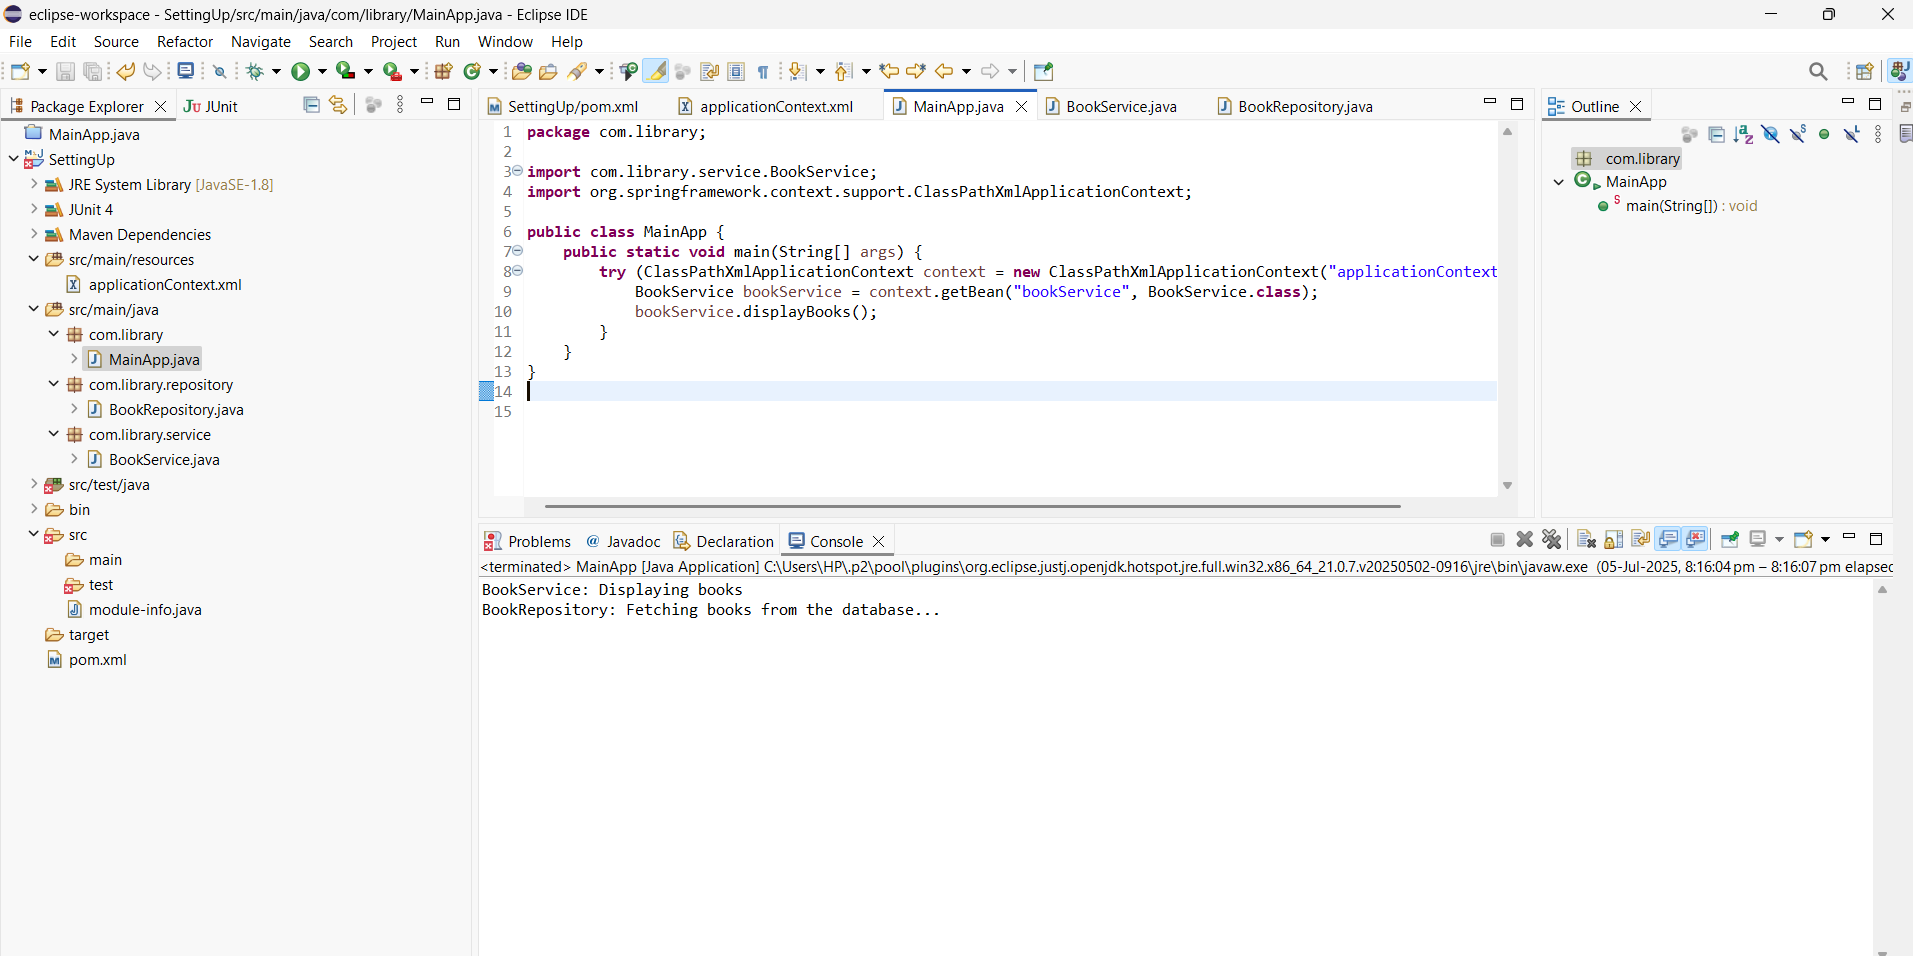 eclipse-workspace - SettingUp/src/main/java/com/library/MainApp.java - Eclipse IDE
File Edit Source Refactor Navigate Search Project Run Window Help
Package Explorer
JUnit
MainApp.java
SettingUp
JRE System Library [JavaSE-1.8]
JUnit 4
Maven Dependencies
src/main/resources
applicationContext.xml
src/main/java
com.library
MainApp.java
com.library.repository
BookRepository.java
com.library.service
BookService.java
src/test/java
bin
src
main
test
module-info.java
target
pom.xml
SettingUp/pom.xml applicationContext.xml MainApp.java BookService.java BookRepository.java
1 package com.library;
2
3 import com.library.service.BookService;
4 import org.springframework.context.support.ClassPathXmlApplicationContext;
5
6 public class MainApp {
7 public static void main(String[] args) {
8 try (ClassPathXmlApplicationContext context = new ClassPathXmlApplicationContext("applicationContext
9 BookService bookService = context.getBean("bookService", BookService.class);
10 bookService.displayBooks();
11 }
12 }
13 }
14
15
Outline
com.library
MainApp
main(String[]) : void
Problems Javadoc Declaration Console
<terminated> MainApp [Java Application] C:\Users\HP\.p2\pool\plugins\org.eclipse.justj.openjdk.hotspot.jre.full.win32.x86_64_21.0.7.v20250502-0916\jre\bin\javaw.exe (05-Jul-2025, 8:16:04 pm – 8:16:07 pm elapsec
BookService: Displaying books
BookRepository: Fetching books from the database...